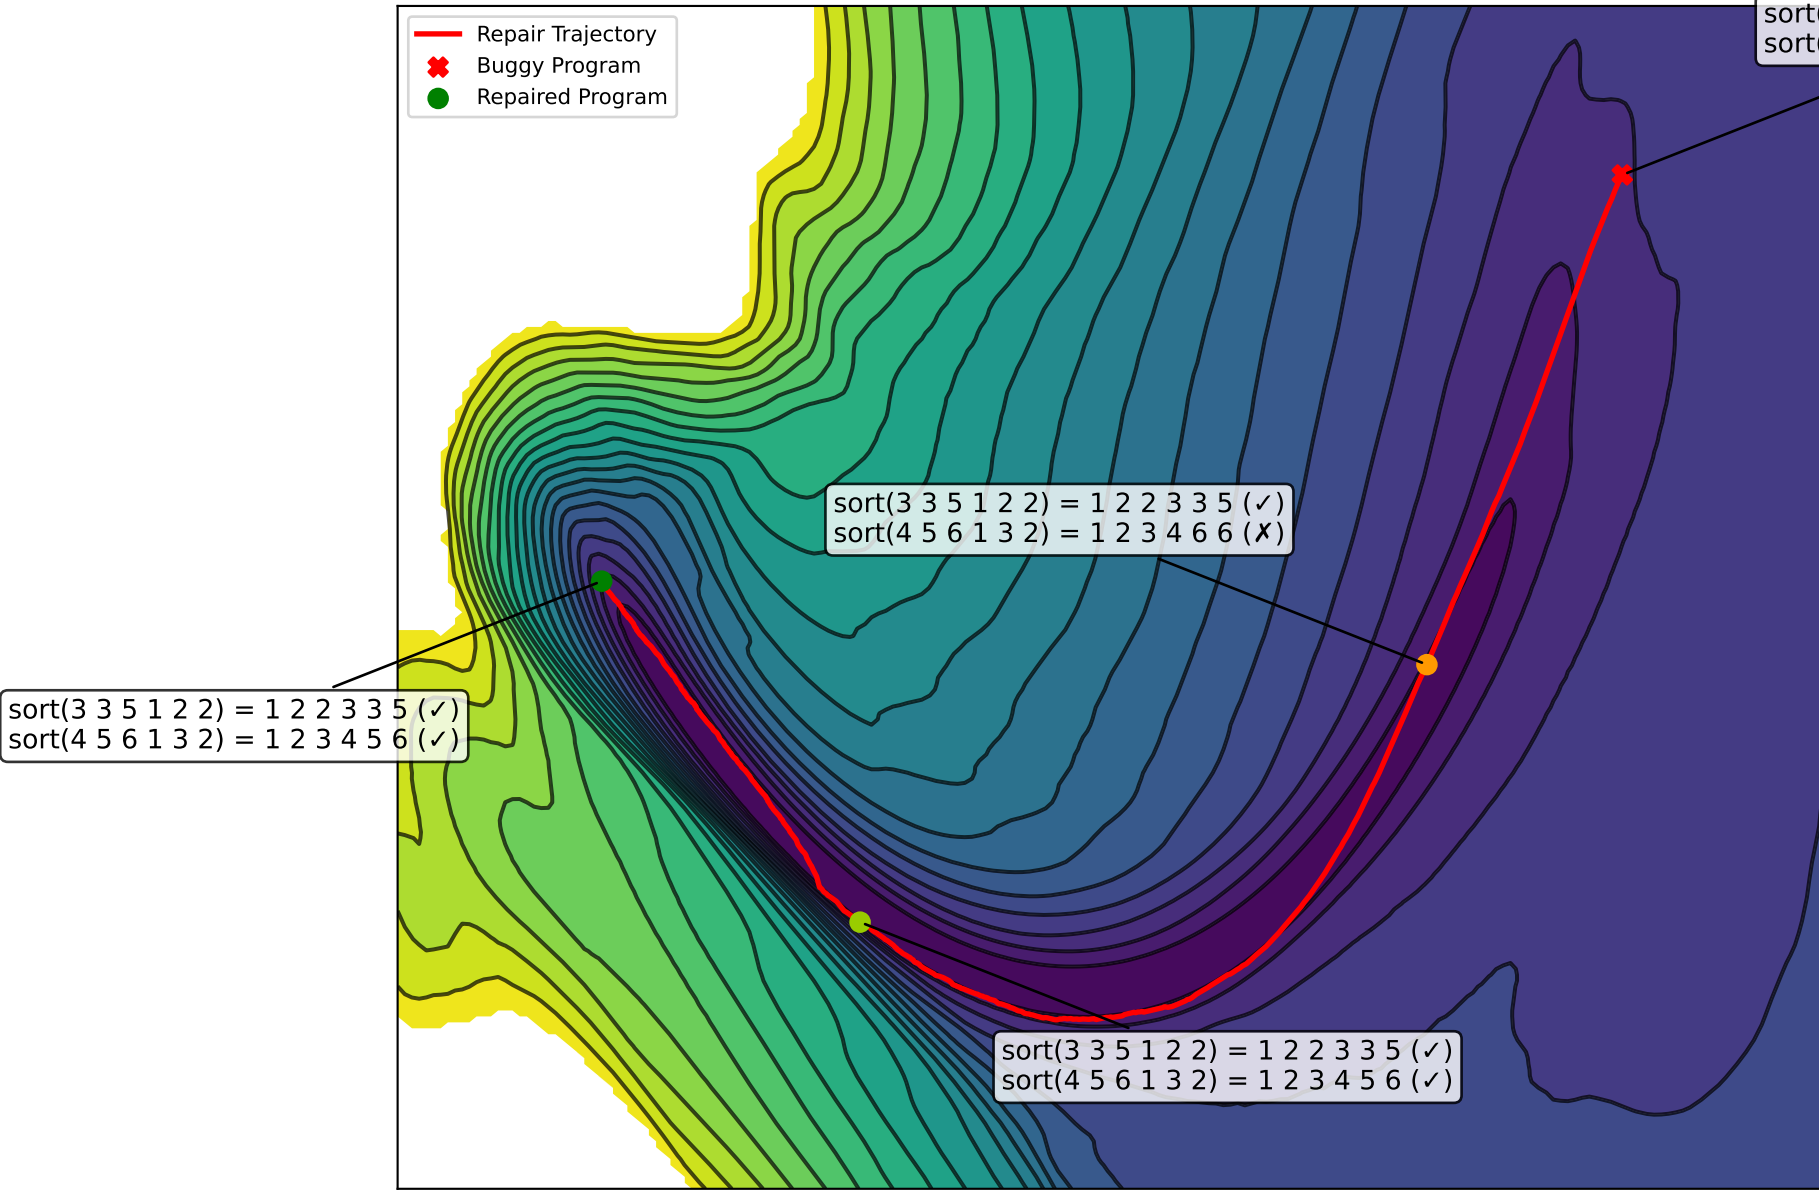 Repair Trajectory
Buggy Program
Repaired Program
sort(
sort(
sort(3 3 5 1 2 2) = 1 2 2 3 3 5 (✓)
sort(4 5 6 1 3 2) = 1 2 3 4 6 6 (✗)
sort(3 3 5 1 2 2) = 1 2 2 3 3 5 (✓)
sort(4 5 6 1 3 2) = 1 2 3 4 5 6 (✓)
sort(3 3 5 1 2 2) = 1 2 2 3 3 5 (✓)
sort(4 5 6 1 3 2) = 1 2 3 4 5 6 (✓)